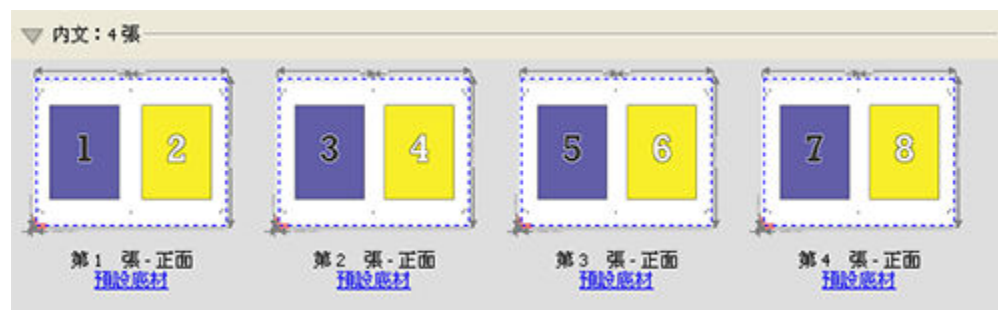 內文：4 張
1 2 3 4 5 6 7 8
第 1 張 - 正面 第 2 張 - 正面 第 3 張 - 正面 第 4 張 - 正面
預設底材 預設底材 預設底材 預設底材